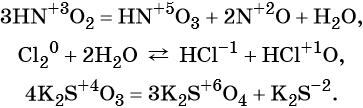 3HN⁺³O₂ = HN⁺⁵O₃ + 2N⁺²O + H₂O,
Cl₂⁰ + 2H₂O ⇄ HCl⁻¹ + HCl⁺¹O,
4K₂S⁺⁴O₃ = 3K₂S⁺⁶O₄ + K₂S⁻².